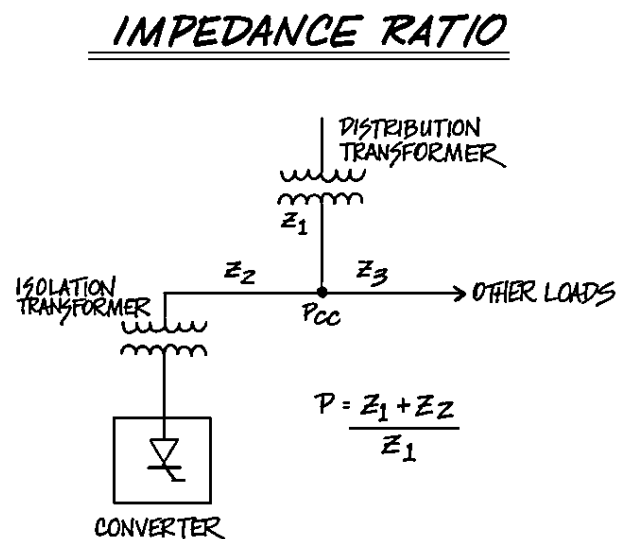 IMPEDANCE RATIO
DISTRIBUTION
TRANSFORMER
Z1
Z2
Z3
ISOLATION
TRANSFORMER
PCC
OTHER LOADS
P = Z1 + Z2
Z1
CONVERTER